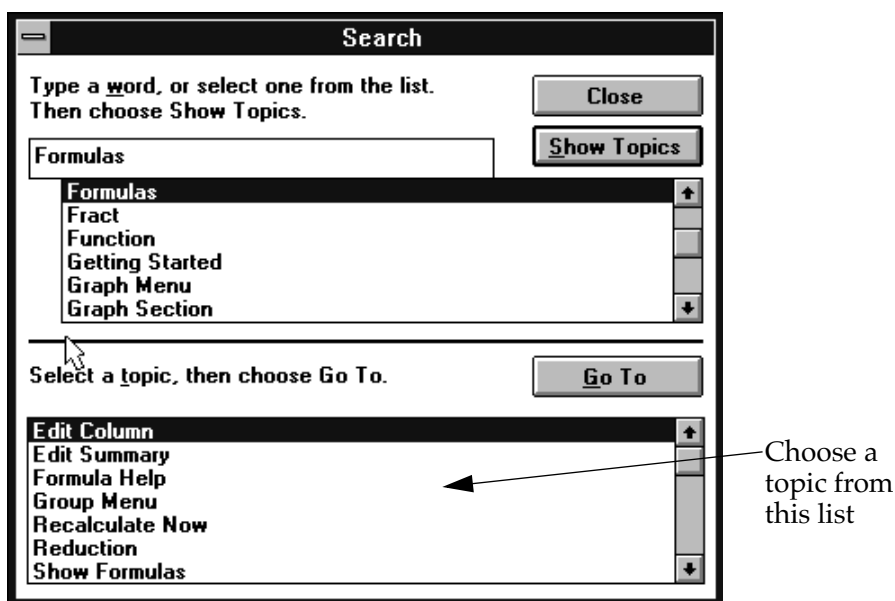 Search
Type a word, or select one from the list.
Then choose Show Topics.
Close
Show Topics
Formulas
Formulas
Fract
Function
Getting Started
Graph Menu
Graph Section
Select a topic, then choose Go To.
Go To
Edit Column
Edit Summary
Formula Help
Group Menu
Recalculate Now
Reduction
Show Formulas
Choose a
topic from
this list